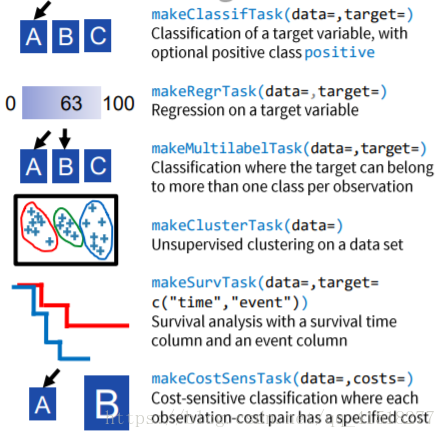 makeClassifTask(data=,target=)
A B C
Classification of a target variable, with
optional positive class positive
makeRegrTask(data=,target=)
0 63 100
Regression on a target variable
makeMultilabelTask(data=,target=)
A B C
Classification where the target can belong
to more than one class per observation
makeClusterTask(data=)
Unsupervised clustering on a data set
makeSurvTask(data=,target=
c("time","event"))
Survival analysis with a survival time
column and an event column
makeCostSensTask(data=,costs=)
A B
Cost-sensitive classification where each
observation-cost pair has a specified cost